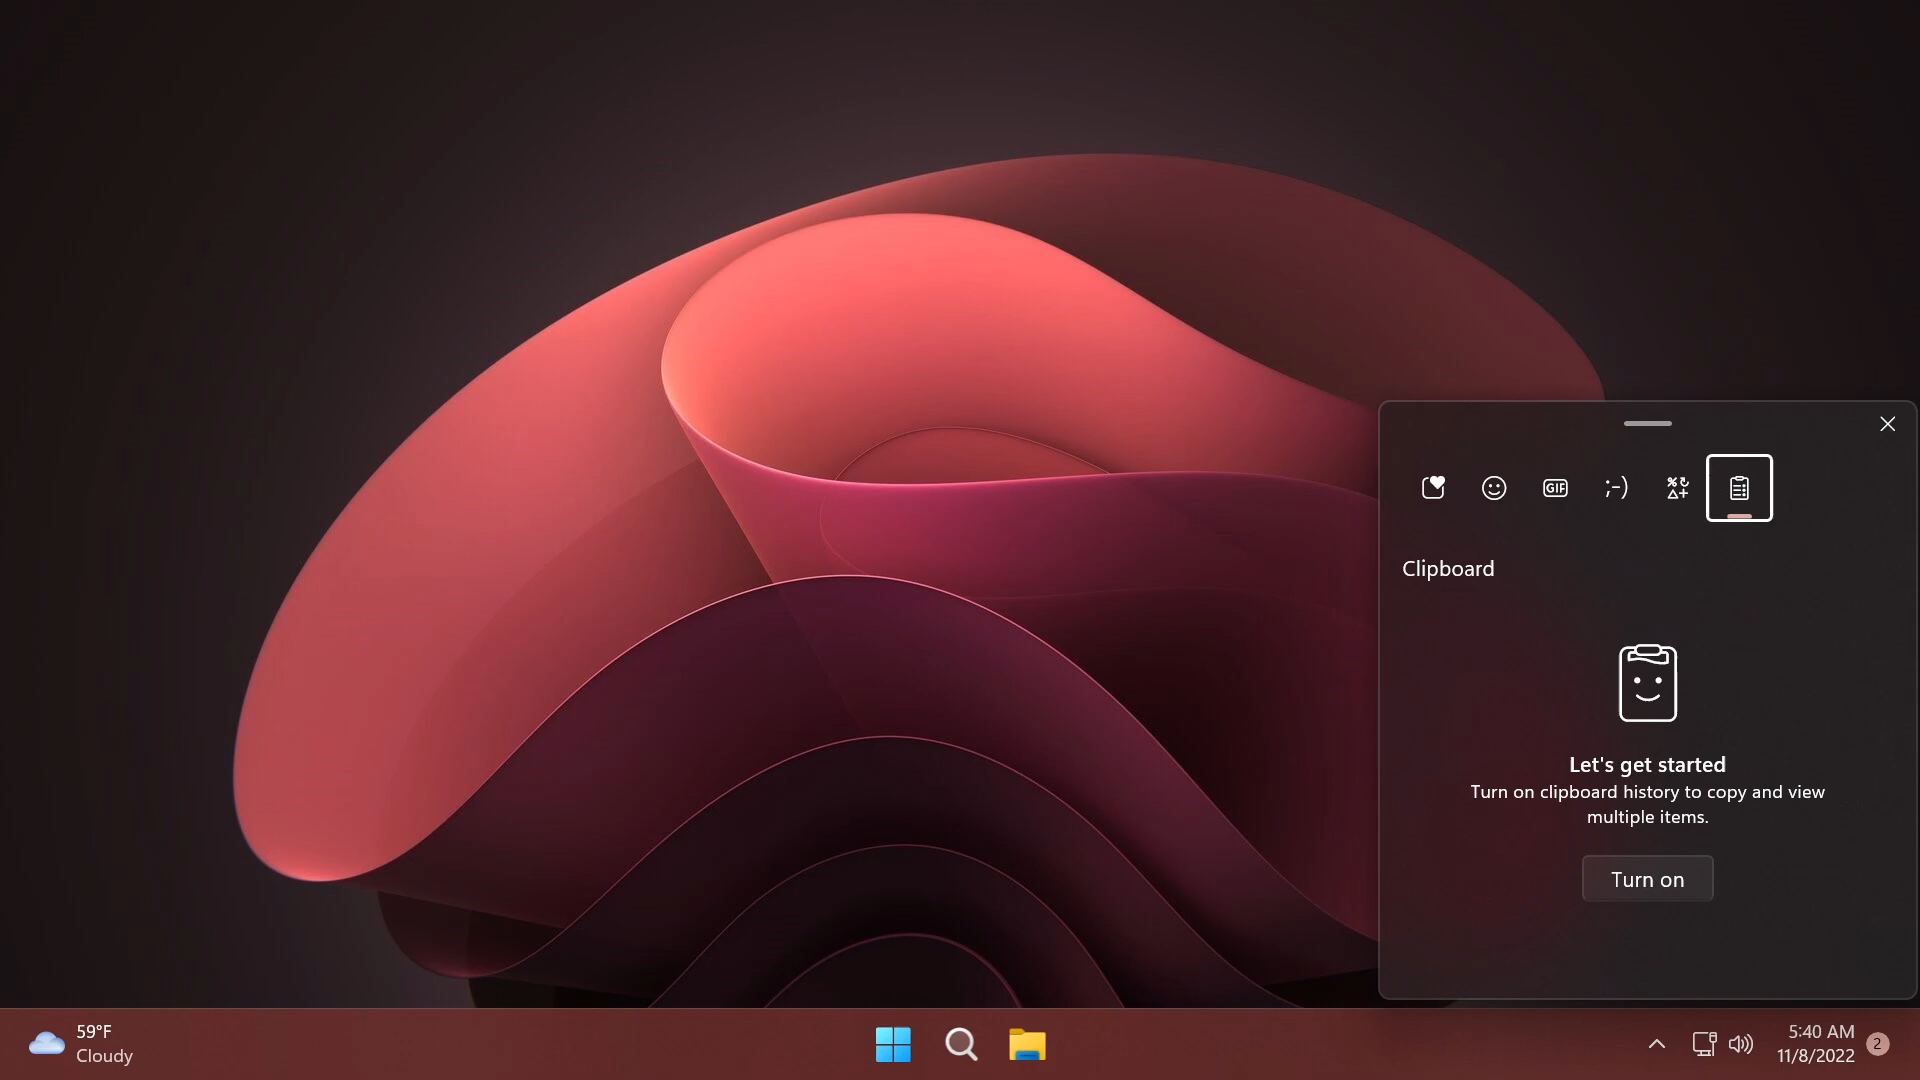 GIF
;-)
Clipboard
Let's get started
Turn on clipboard history to copy and view
multiple items.
Turn on
59°F
Cloudy
5:40 AM
11/8/2022
2